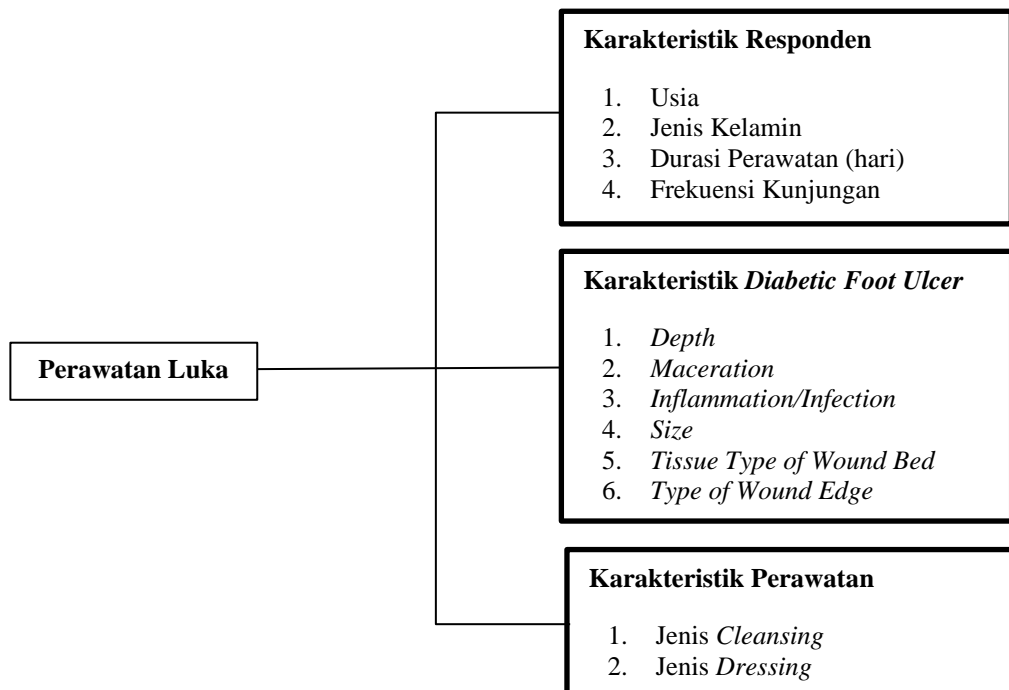 Karakteristik Responden
1. Usia
2. Jenis Kelamin
3. Durasi Perawatan (hari)
4. Frekuensi Kunjungan
Karakteristik Diabetic Foot Ulcer
1. Depth
2. Maceration
3. Inflammation/Infection
4. Size
5. Tissue Type of Wound Bed
6. Type of Wound Edge
Perawatan Luka
Karakteristik Perawatan
1. Jenis Cleansing
2. Jenis Dressing